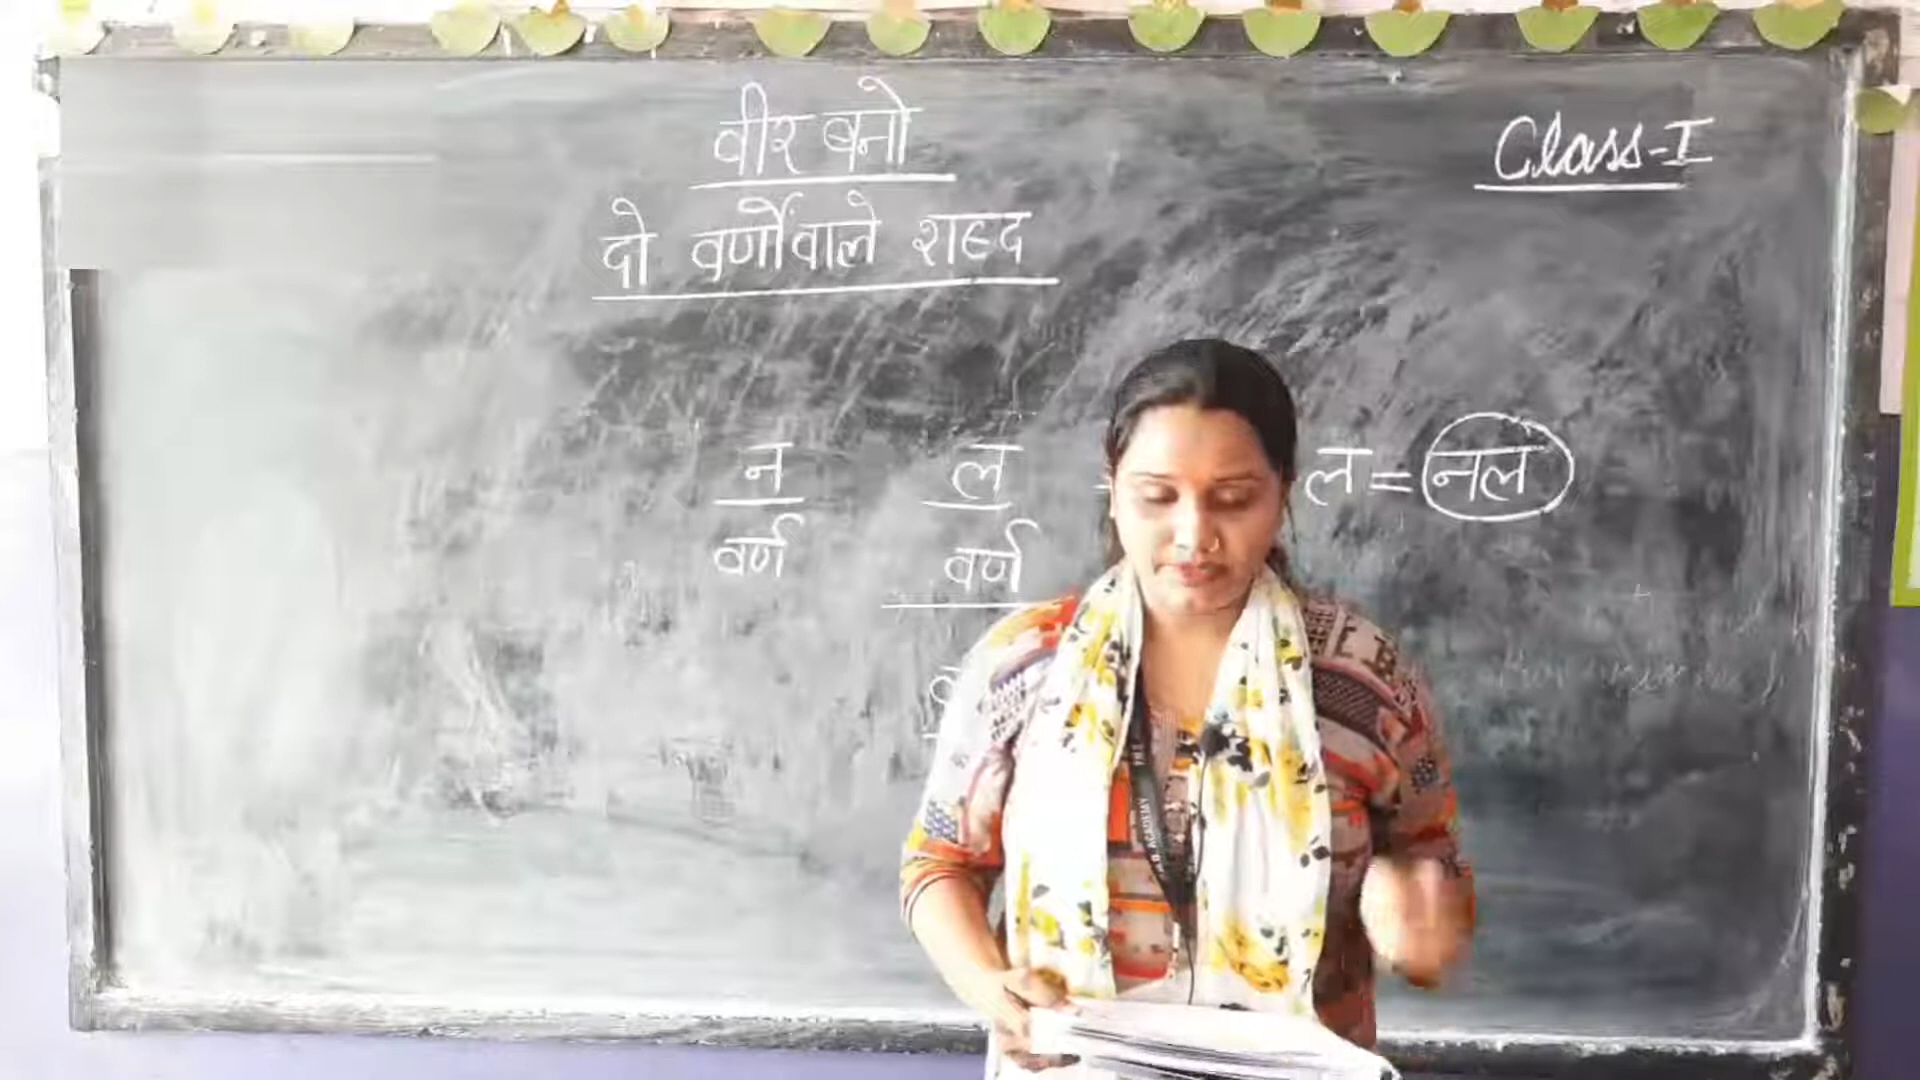 वीर बनो
Class-I
दो वर्णोंवाले शब्द
न ल ल = नल
वर्ण वर्ण